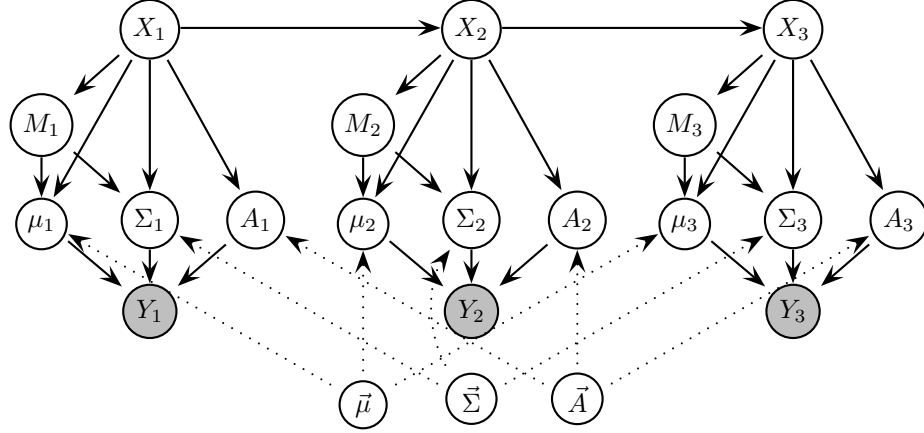 X₁ X₂ X₃
M₁ M₂ M₃
μ₁ Σ₁ A₁ μ₂ Σ₂ A₂ μ₃ Σ₃ A₃
Y₁ Y₂ Y₃
μ⃗ Σ⃗ A⃗